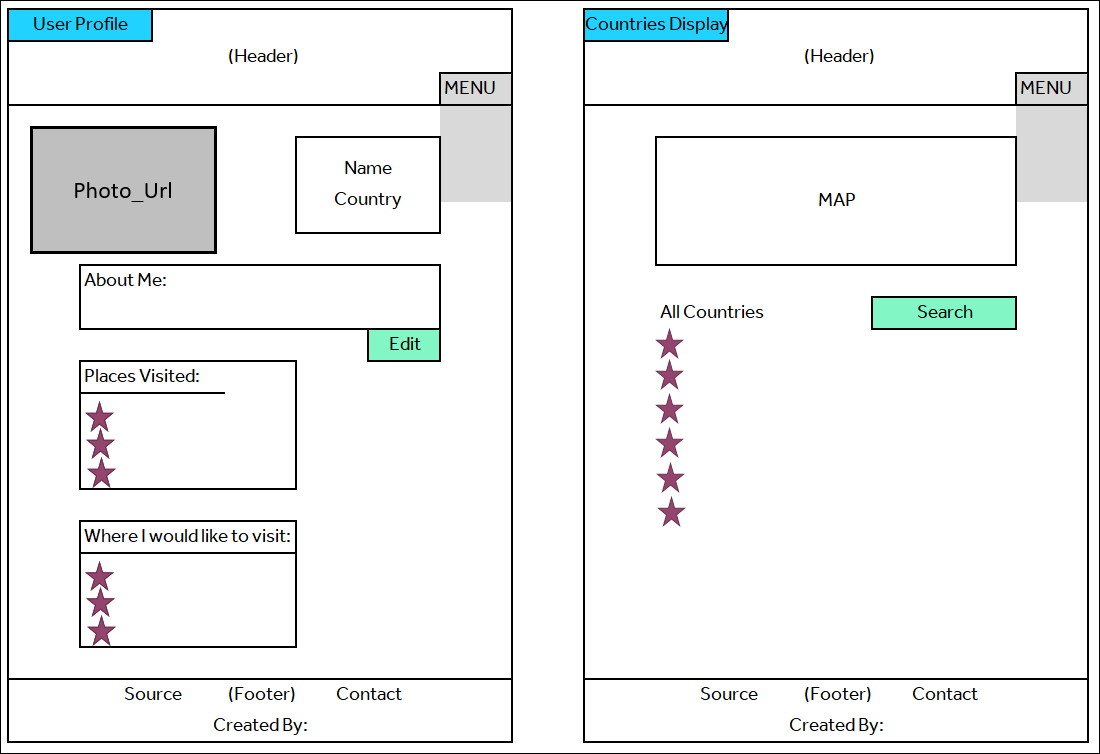 User Profile
(Header)
MENU
Photo_Url
Name
Country
About Me:
Edit
Places Visited:
Where I would like to visit:
Source (Footer) Contact
Created By:
Countries Display
(Header)
MENU
MAP
All Countries
Search
Source (Footer) Contact
Created By: